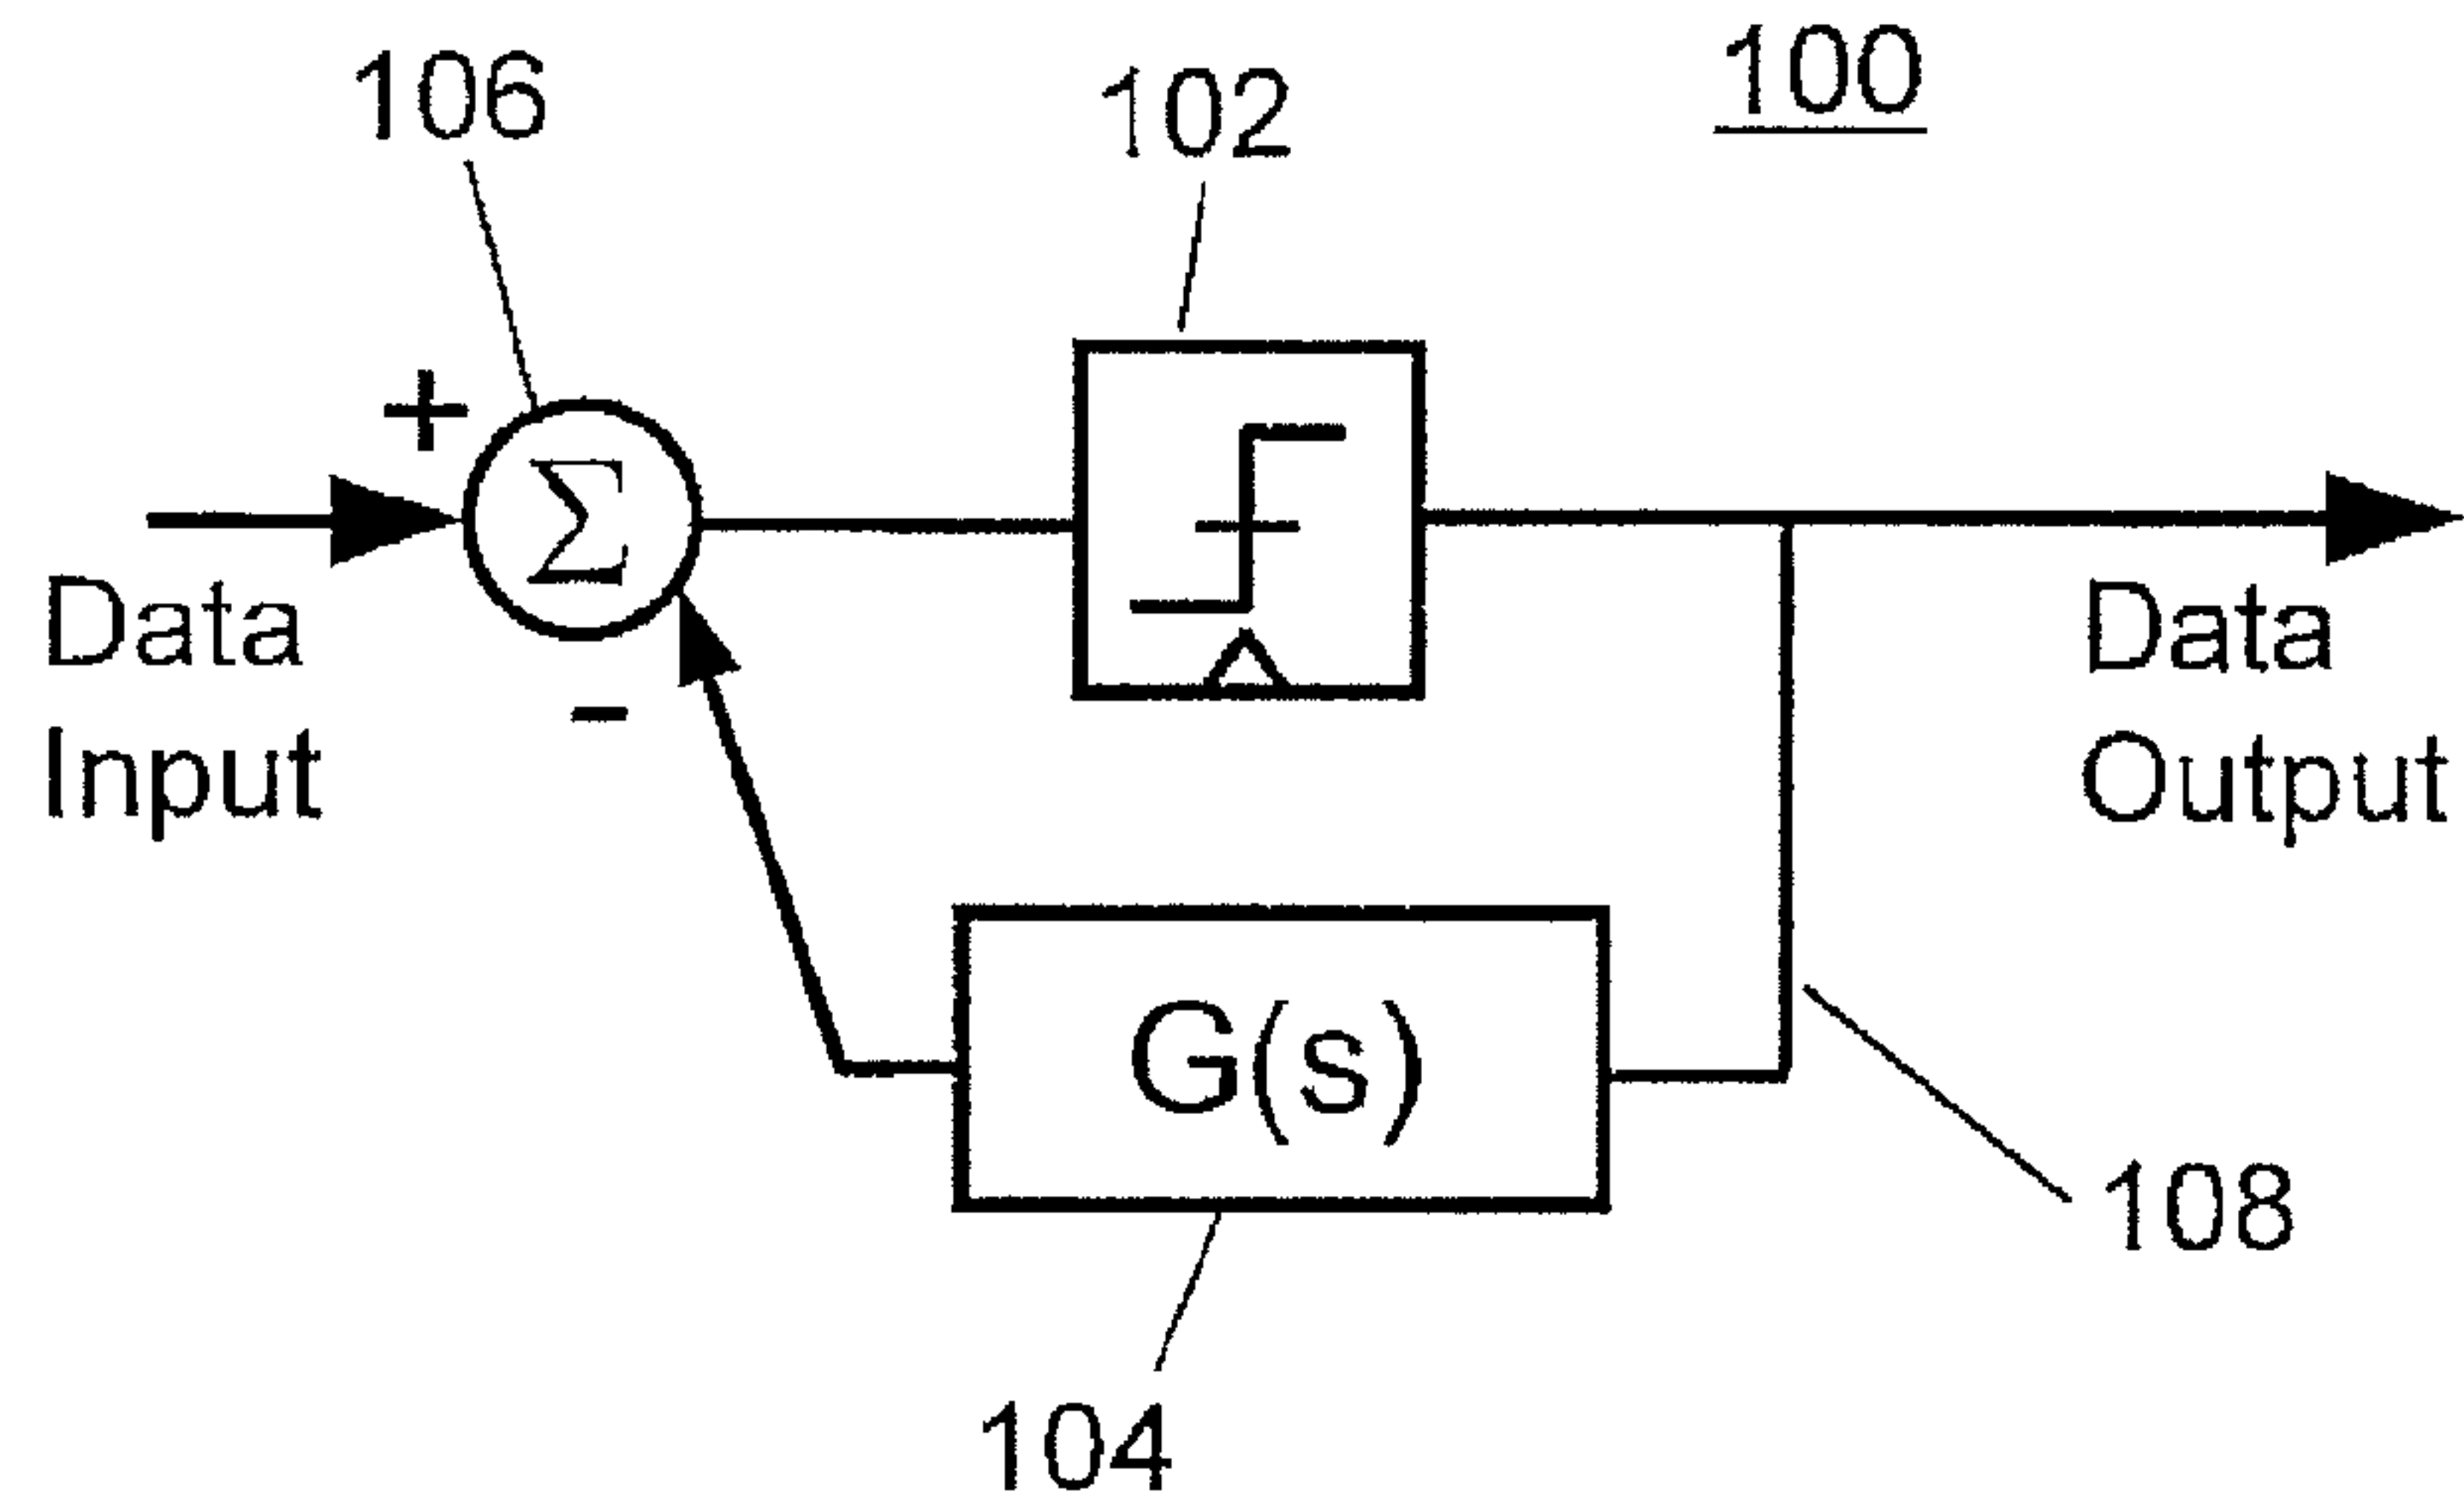 106
102
100
+
Σ
Data
Input
-
Data
Output
G(s)
108
104